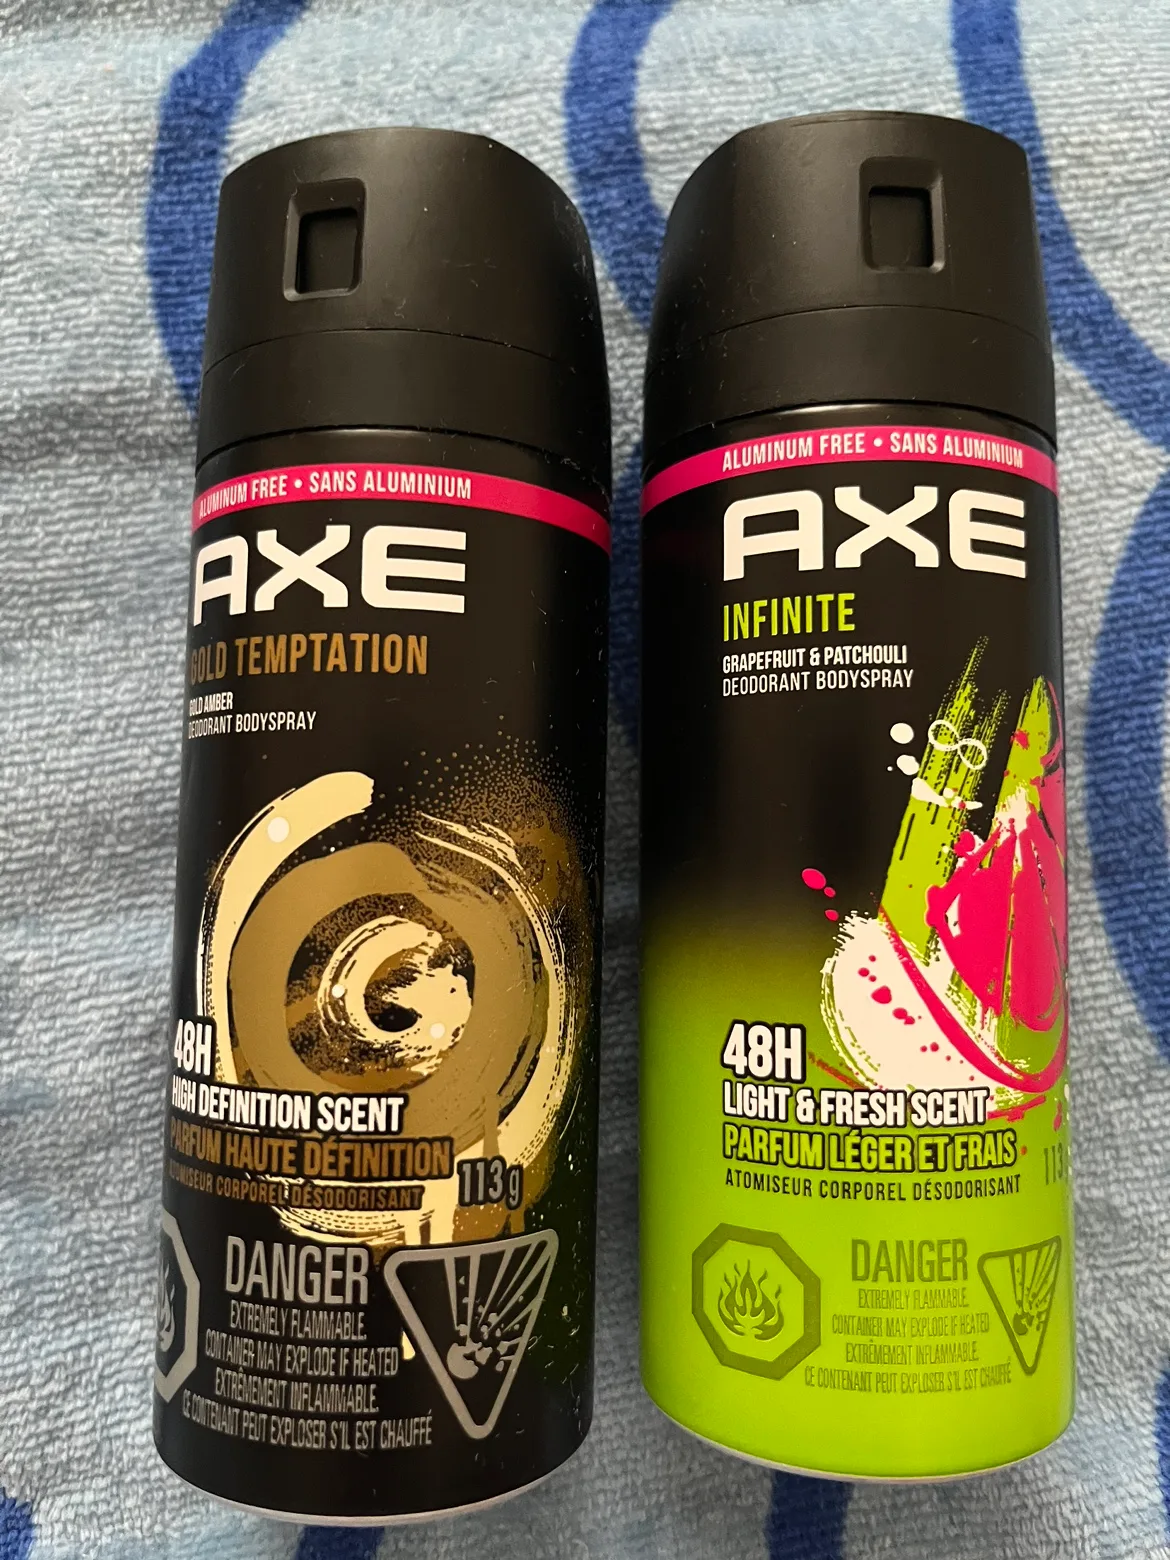 ALUMINUM FREE • SANS ALUMINIUM
AXE
GOLD TEMPTATION
GOLD AMBER
DEODORANT BODYSPRAY
48H
HIGH DEFINITION SCENT
PARFUM HAUTE DÉFINITION
ATOMISEUR CORPOREL DÉSODORISANT
113 g
DANGER
EXTREMELY FLAMMABLE.
CONTAINER MAY EXPLODE IF HEATED
EXTRÊMEMENT INFLAMMABLE.
CE CONTENANT PEUT EXPLOSER S'IL EST CHAUFFÉ
ALUMINUM FREE • SANS ALUMINIUM
AXE
INFINITE
GRAPEFRUIT & PATCHOULI
DEODORANT BODYSPRAY
48H
LIGHT & FRESH SCENT
PARFUM LÉGER ET FRAIS
ATOMISEUR CORPOREL DÉSODORISANT
113
DANGER
EXTREMELY FLAMMABLE.
CONTAINER MAY EXPLODE IF HEATED
EXTRÊMEMENT INFLAMMABLE.
CE CONTENANT PEUT EXPLOSER S'IL EST CHAUFFÉ